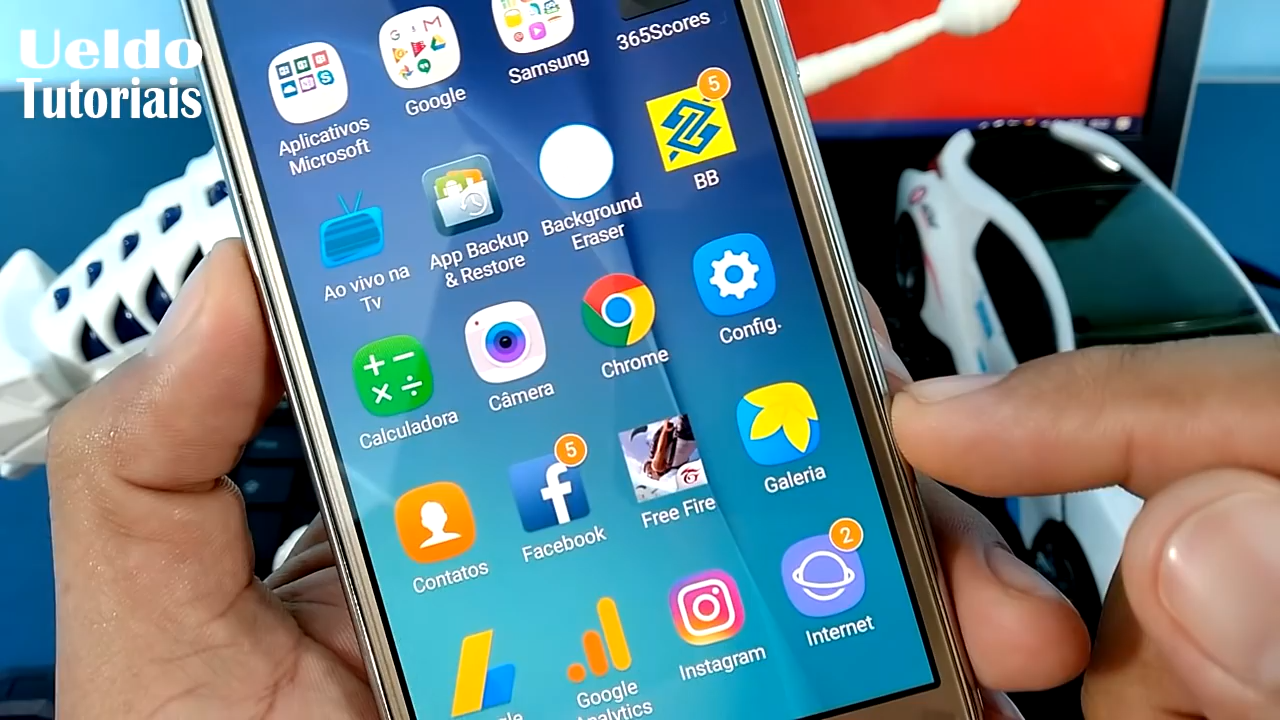 Ueldo
Tutoriais
Aplicativos
Microsoft
Google
Samsung
365Scores
Ao vivo na
Tv
App Backup
& Restore
Background
Eraser
5
BB
Calculadora
Câmera
Chrome
Config.
Contatos
5
Facebook
Free Fire
Galeria
Google
Analytics
Instagram
2
Internet